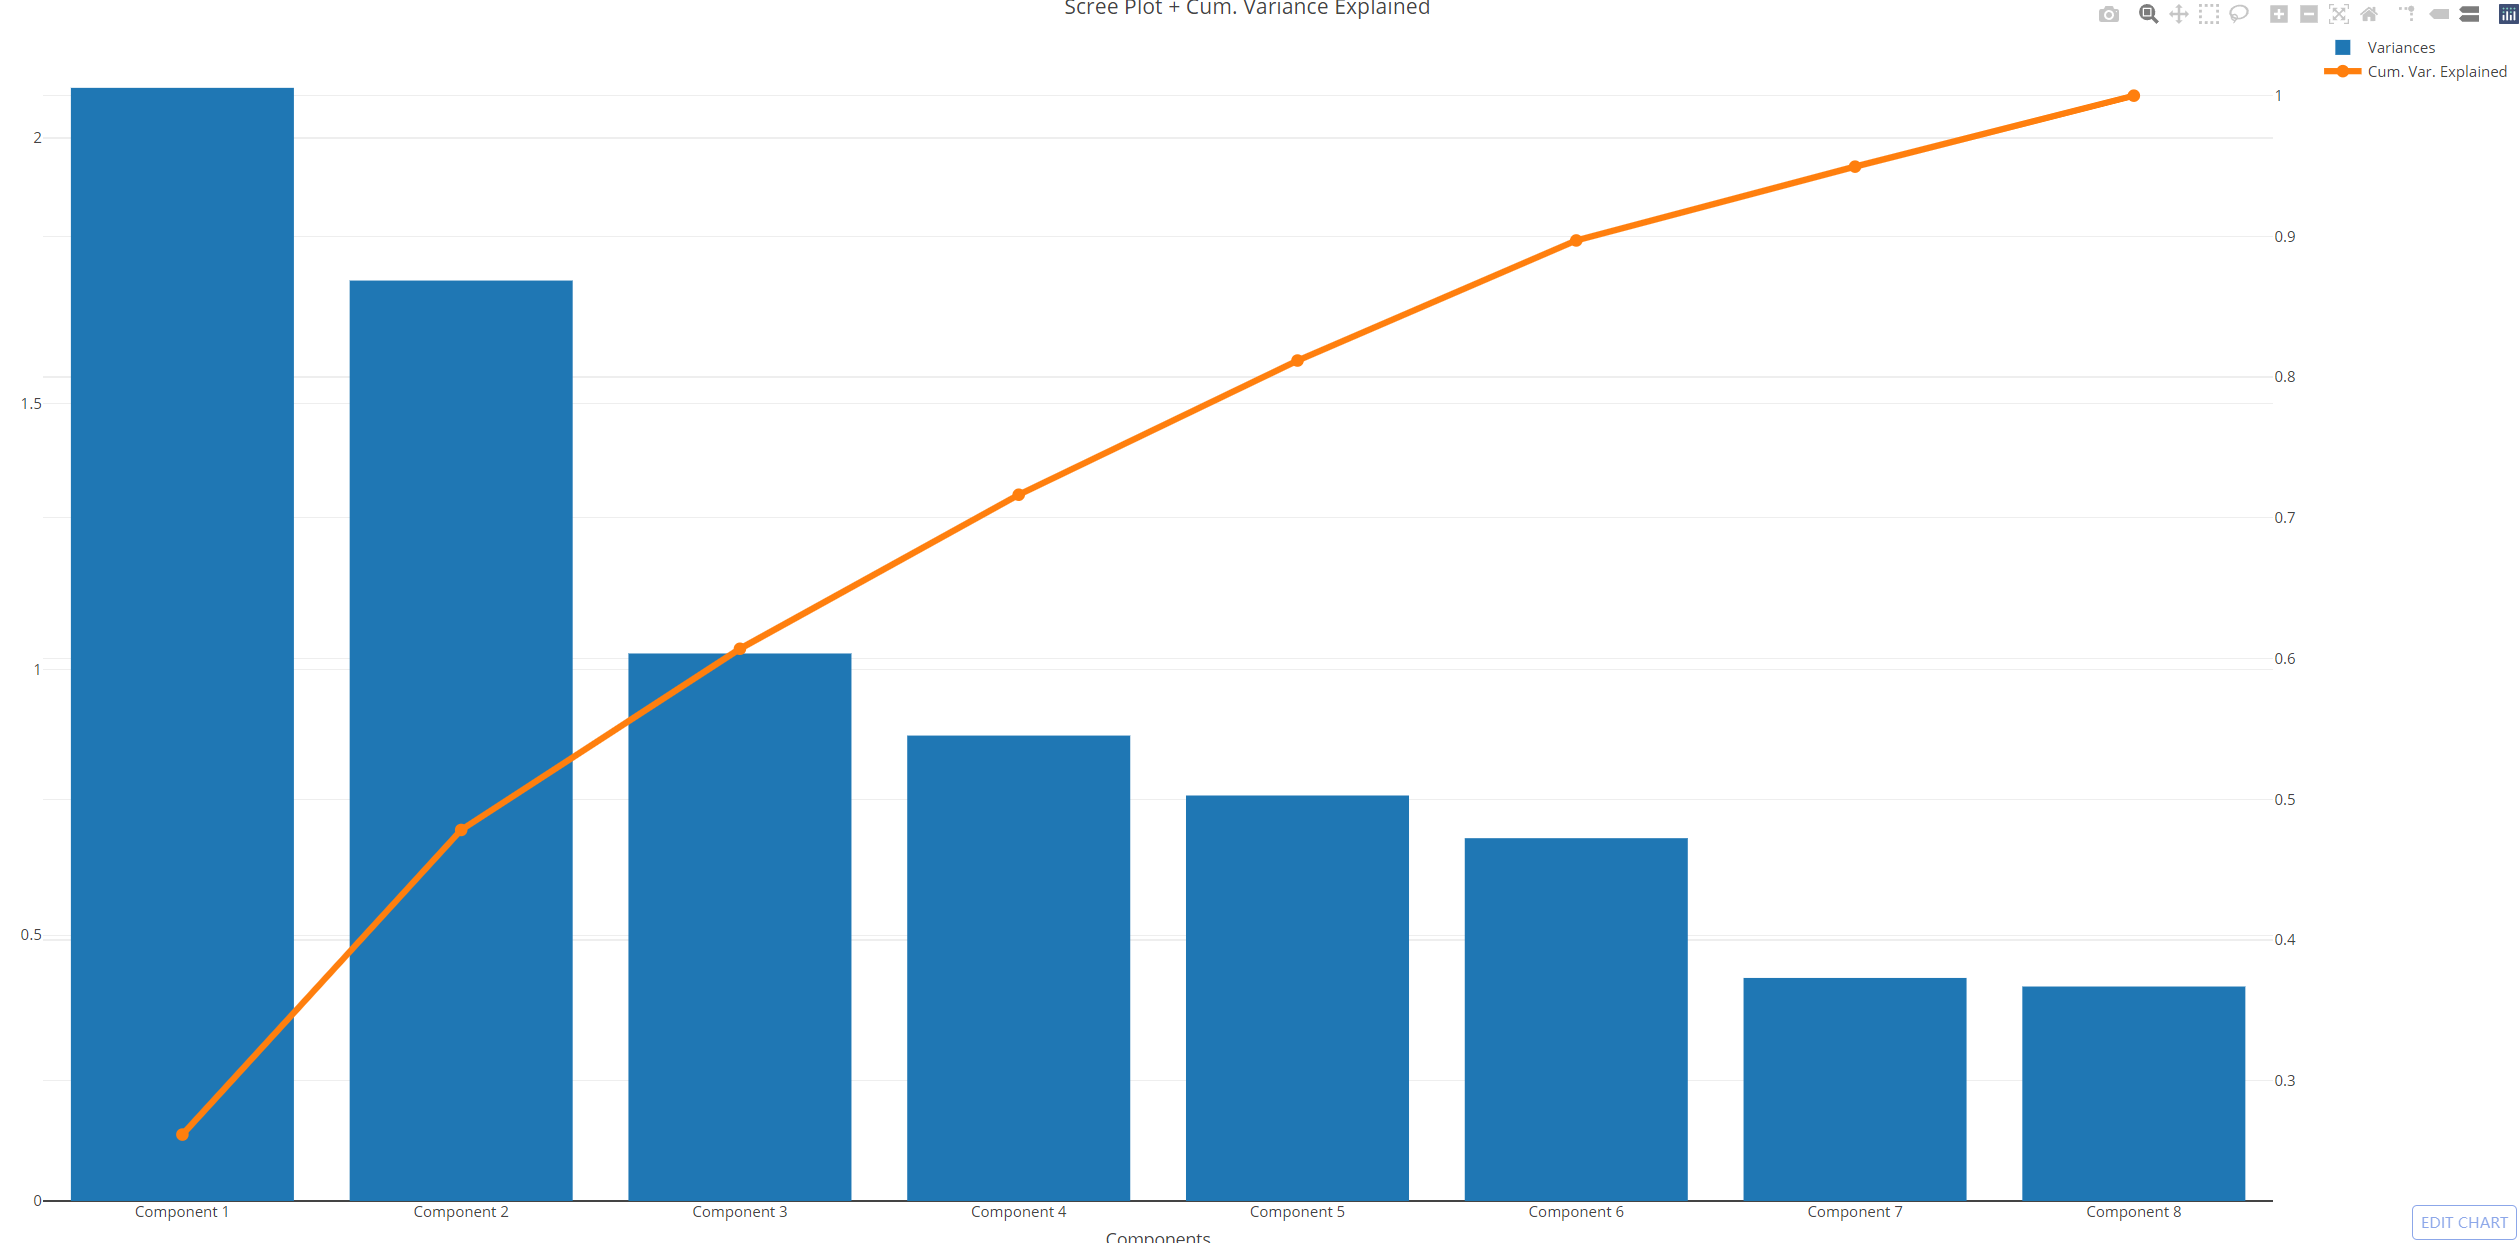 Scree Plot + Cum. Variance Explained
Variances
Cum. Var. Explained
2
1.5
1
0.5
0
1
0.9
0.8
0.7
0.6
0.5
0.4
0.3
Component 1
Component 2
Component 3
Component 4
Component 5
Component 6
Component 7
Component 8
Components
EDIT CHART